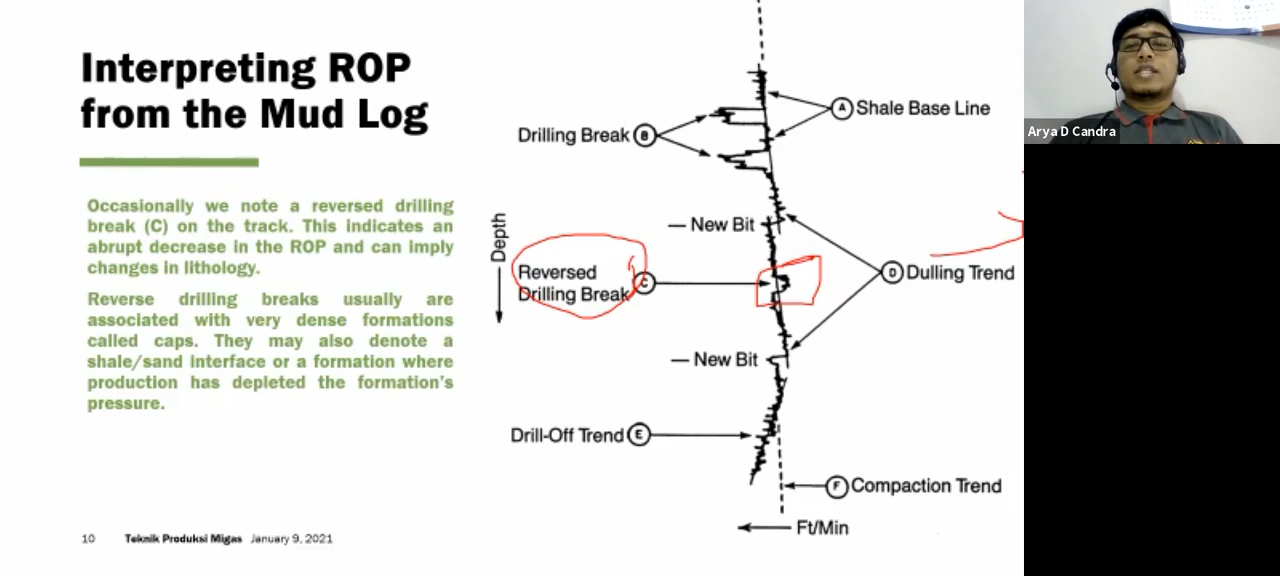 Interpreting ROP
from the Mud Log
Occasionally we note a reversed drilling
break (C) on the track. This indicates an
abrupt decrease in the ROP and can imply
changes in lithology.
Reverse drilling breaks usually are
associated with very dense formations
called caps. They may also denote a
shale/sand interface or a formation where
production has depleted the formation's
pressure.
10 Teknik Produksi Migas January 9, 2021
A Shale Base Line
Drilling Break B
— New Bit
Depth
Reversed
Drilling Break C
D Dulling Trend
— New Bit
Drill-Off Trend E
F Compaction Trend
Ft/Min
Arya D Candra